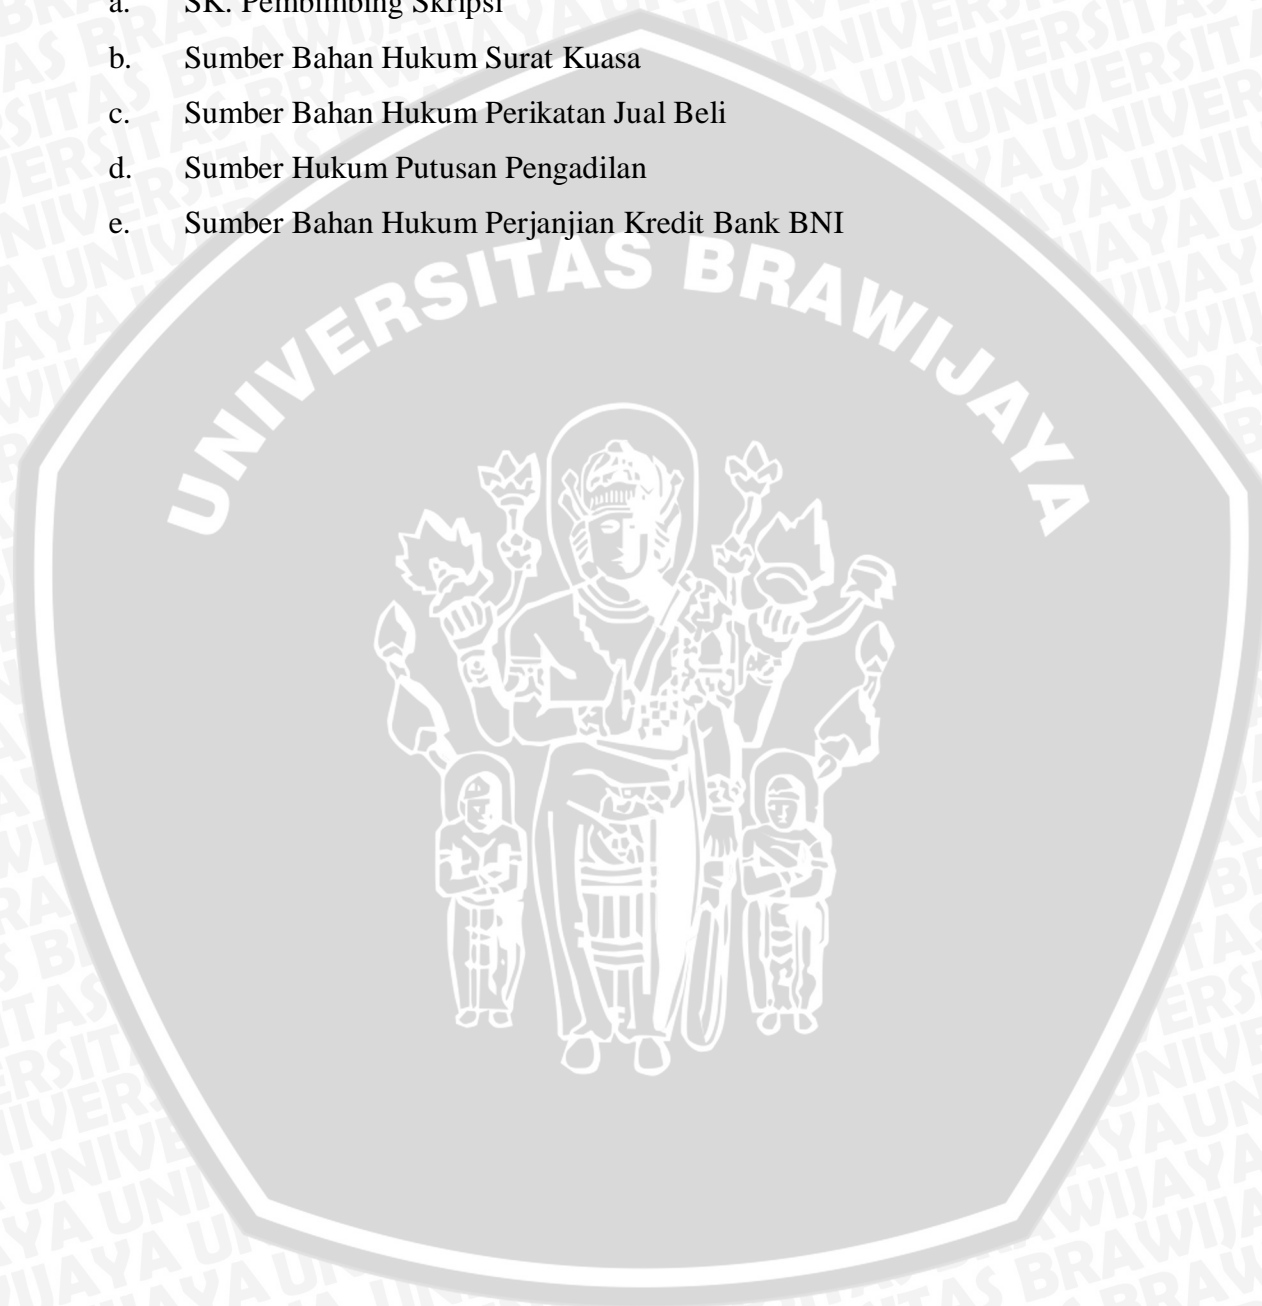 a. SK. Pembimbing Skripsi
b. Sumber Bahan Hukum Surat Kuasa
c. Sumber Bahan Hukum Perikatan Jual Beli
d. Sumber Hukum Putusan Pengadilan
e. Sumber Bahan Hukum Perjanjian Kredit Bank BNI
UNIVERSITAS BRAWIJAYA